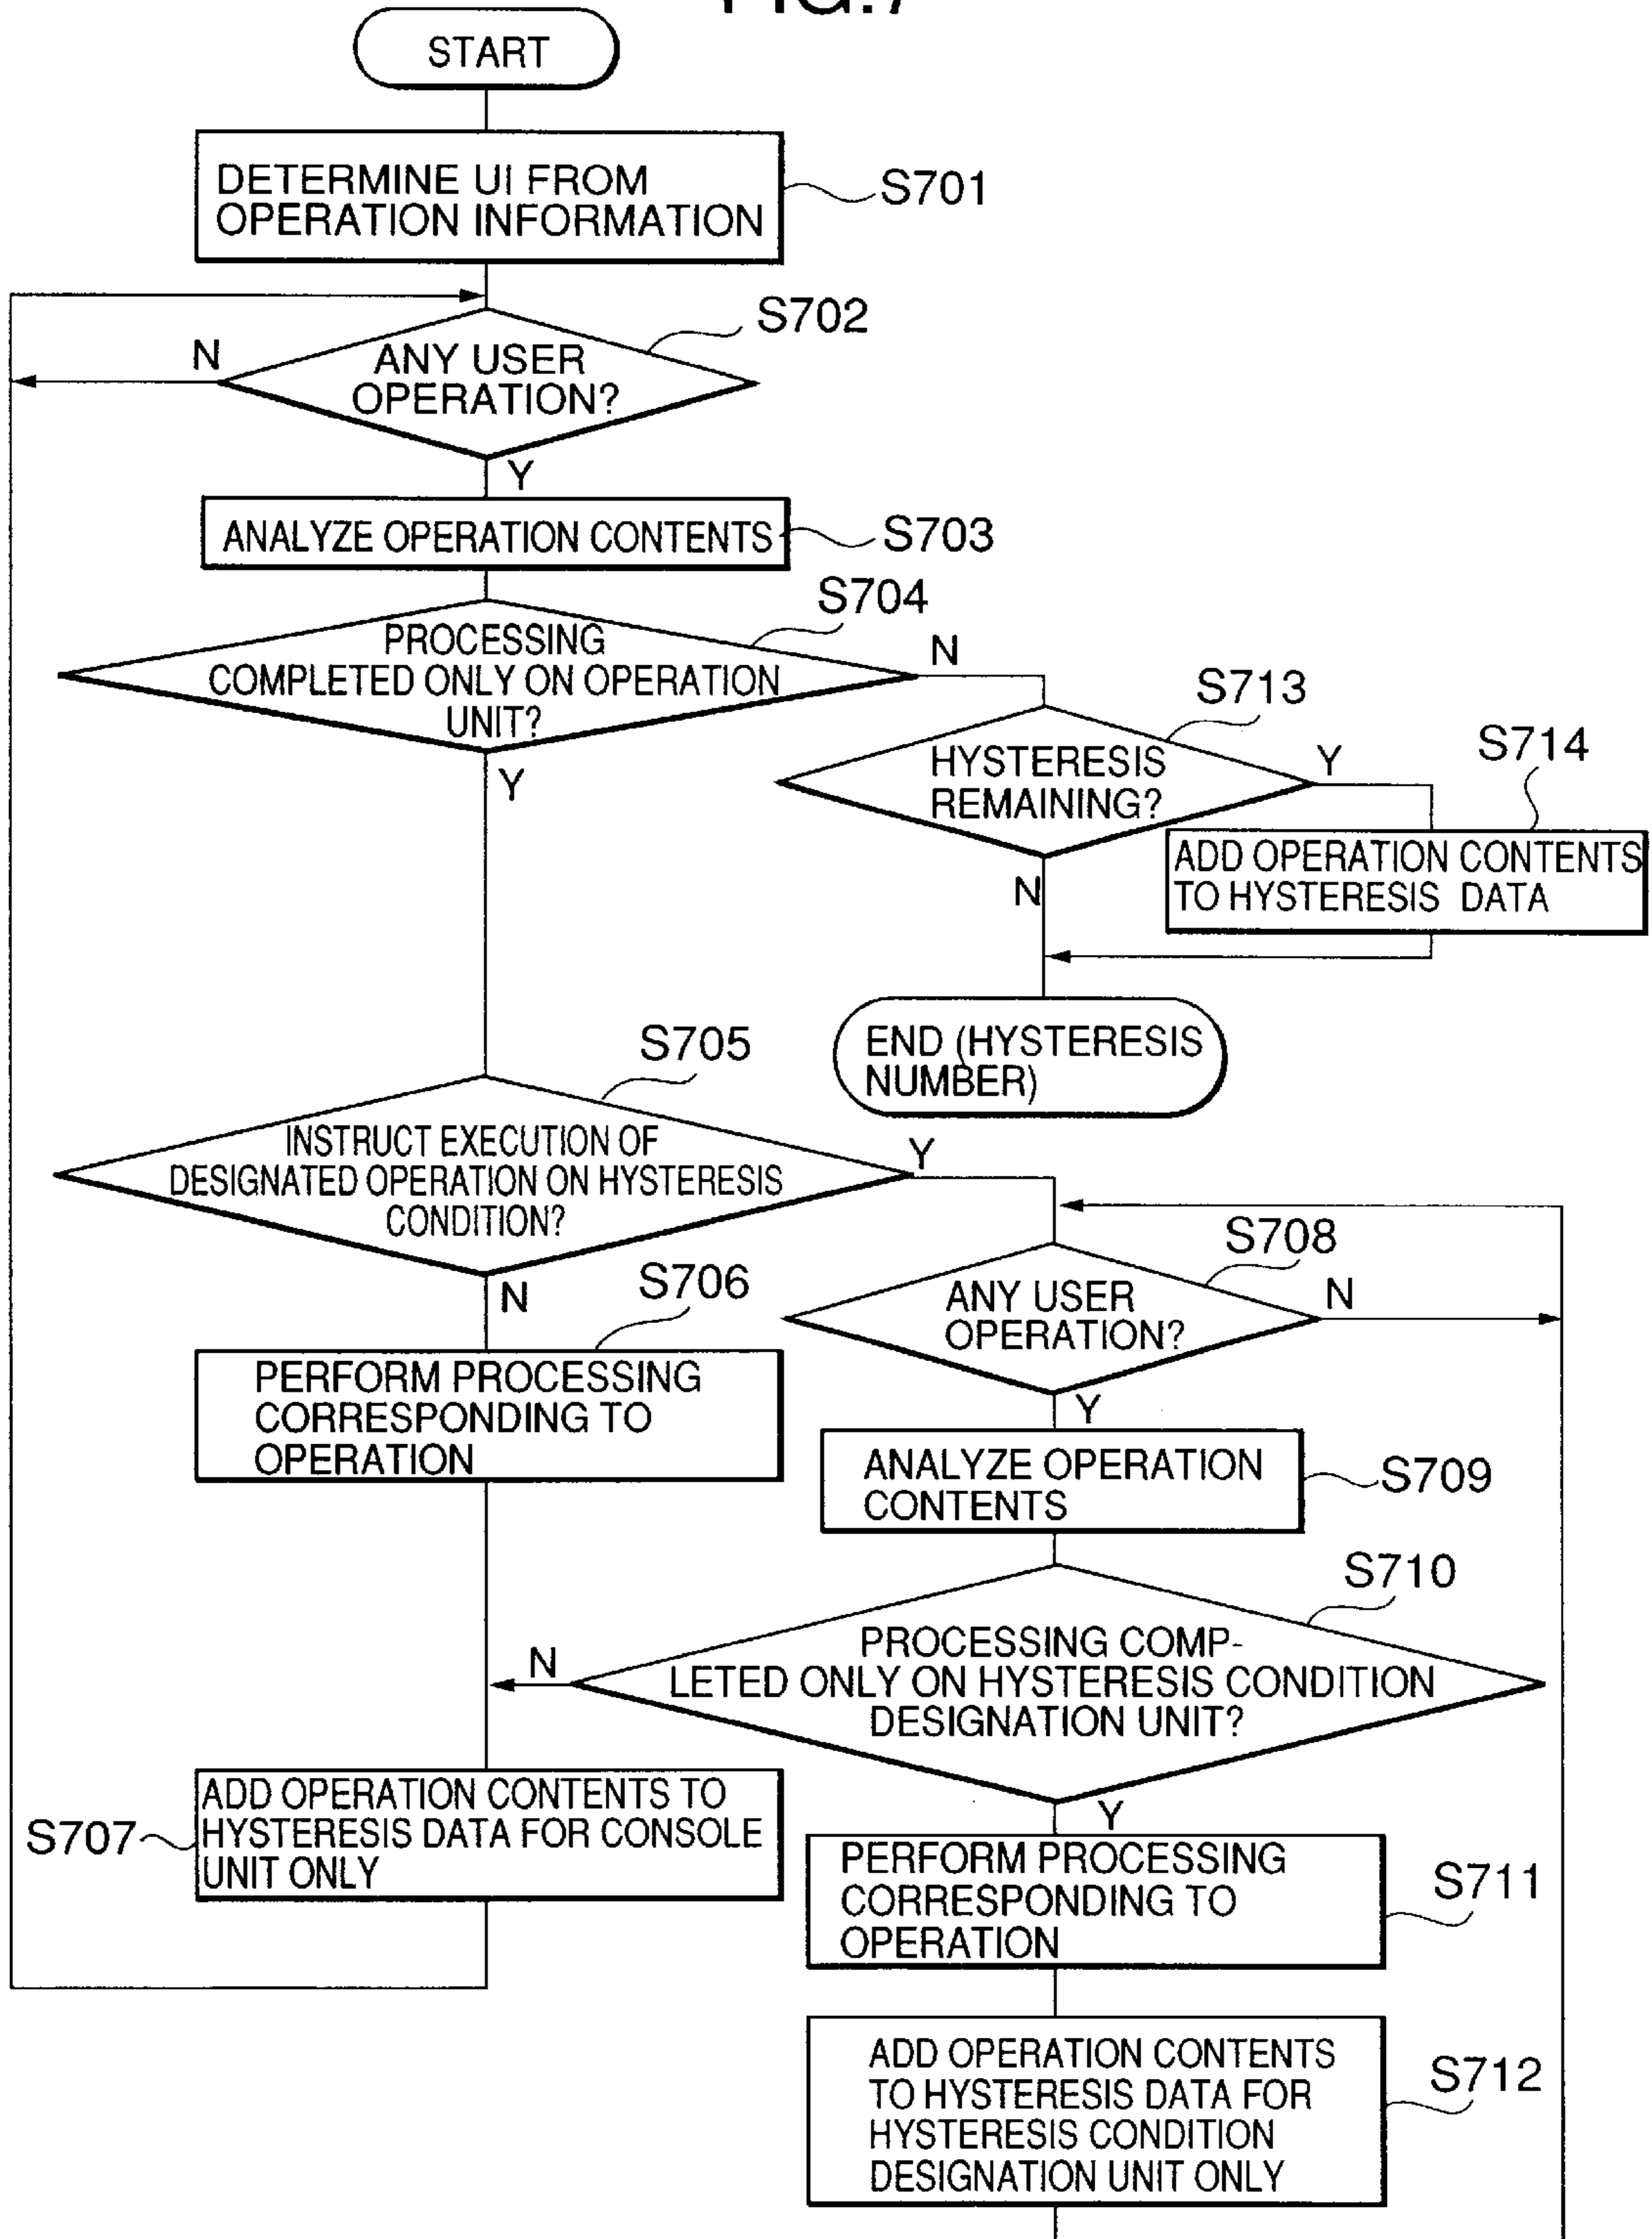 FIG.7
START
DETERMINE UI FROM
OPERATION INFORMATION
S701
S702
N
ANY USER
OPERATION?
Y
ANALYZE OPERATION CONTENTS
S703
S704
PROCESSING
COMPLETED ONLY ON OPERATION
UNIT?
N
Y
S713
HYSTERESIS
REMAINING?
Y
N
S714
ADD OPERATION CONTENTS
TO HYSTERESIS DATA
END (HYSTERESIS
NUMBER)
S705
INSTRUCT EXECUTION OF
DESIGNATED OPERATION ON HYSTERESIS
CONDITION?
Y
N
S706
PERFORM PROCESSING
CORRESPONDING TO
OPERATION
S708
ANY USER
OPERATION?
N
Y
ANALYZE OPERATION
CONTENTS
S709
S710
PROCESSING COMP-
LETED ONLY ON HYSTERESIS CONDITION
DESIGNATION UNIT?
N
Y
S707
ADD OPERATION CONTENTS TO
HYSTERESIS DATA FOR CONSOLE
UNIT ONLY
PERFORM PROCESSING
CORRESPONDING TO
OPERATION
S711
ADD OPERATION CONTENTS
TO HYSTERESIS DATA FOR
HYSTERESIS CONDITION
DESIGNATION UNIT ONLY
S712